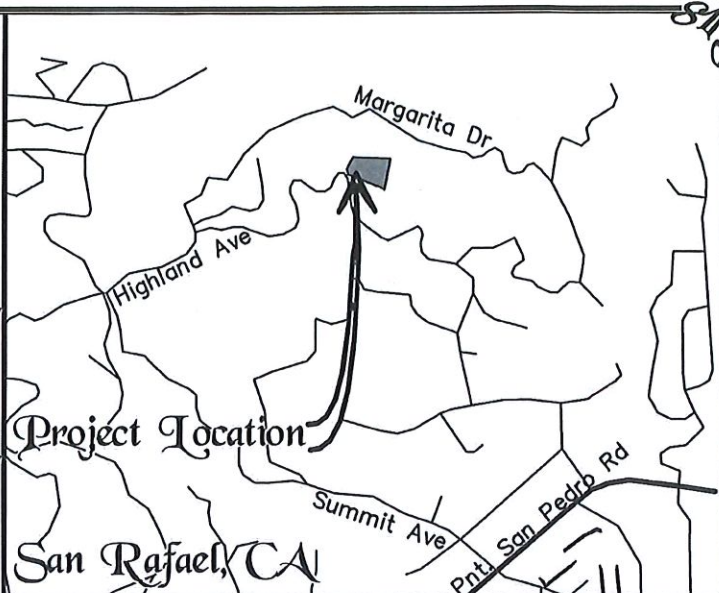 Margarita Dr
Highland Ave
Project Location
Summit Ave
Pnt. San Pedro Rd
San Rafael, CA